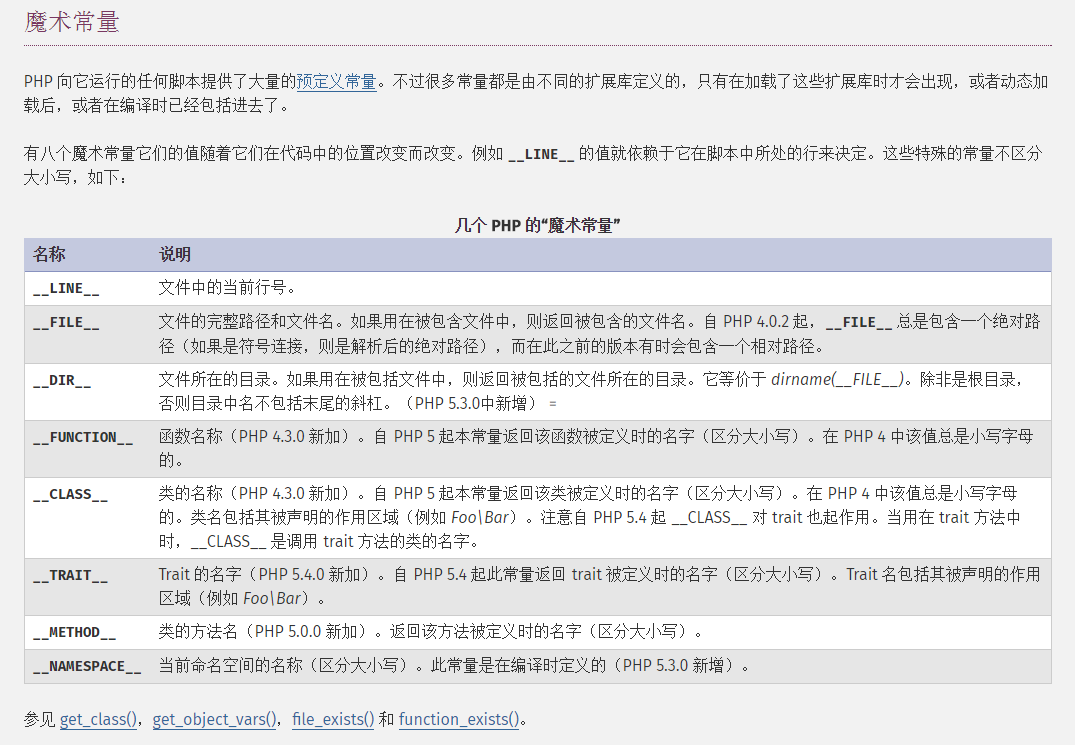 魔术常量
PHP 向它运行的任何脚本提供了大量的预定义常量。不过很多常量都是由不同的扩展库定义的，只有在加载了这些扩展库时才会出现，或者动态加
载后，或者在编译时已经包括进去了。
有八个魔术常量它们的值随着它们在代码中的位置改变而改变。例如 __LINE__ 的值就依赖于它在脚本中所处的行来决定。这些特殊的常量不区分
大小写，如下：
几个 PHP 的“魔术常量”
名称 说明
__LINE__ 文件中的当前行号。
__FILE__ 文件的完整路径和文件名。如果用在被包含文件中，则返回被包含的文件名。自 PHP 4.0.2 起，__FILE__ 总是包含一个绝对路
径（如果是符号连接，则是解析后的绝对路径），而在此之前的版本有时会包含一个相对路径。
__DIR__ 文件所在的目录。如果用在被包括文件中，则返回被包括的文件所在的目录。它等价于 dirname(__FILE__)。除非是根目录，
否则目录中名不包括末尾的斜杠。（PHP 5.3.0中新增） =
__FUNCTION__ 函数名称（PHP 4.3.0 新加）。自 PHP 5 起本常量返回该函数被定义时的名字（区分大小写）。在 PHP 4 中该值总是小写字母
的。
__CLASS__ 类的名称（PHP 4.3.0 新加）。自 PHP 5 起本常量返回该类被定义时的名字（区分大小写）。在 PHP 4 中该值总是小写字母
的。类名包括其被声明的作用区域（例如 Foo\Bar）。注意自 PHP 5.4 起 __CLASS__ 对 trait 也起作用。当用在 trait 方法中
时，__CLASS__ 是调用 trait 方法的类的名字。
__TRAIT__ Trait 的名字（PHP 5.4.0 新加）。自 PHP 5.4 起此常量返回 trait 被定义时的名字（区分大小写）。Trait 名包括其被声明的作用
区域（例如 Foo\Bar）。
__METHOD__ 类的方法名（PHP 5.0.0 新加）。返回该方法被定义时的名字（区分大小写）。
__NAMESPACE__ 当前命名空间的名称（区分大小写）。此常量是在编译时定义的（PHP 5.3.0 新增）。
参见 get_class()，get_object_vars()，file_exists() 和 function_exists()。